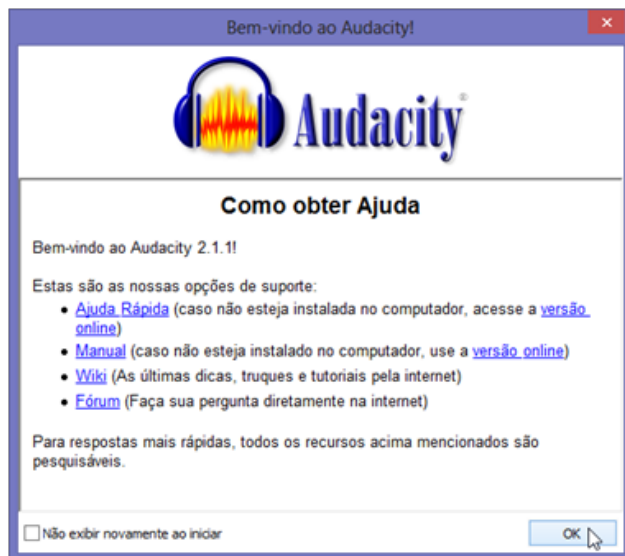 Bem-vindo ao Audacity!
Audacity®
Como obter Ajuda
Bem-vindo ao Audacity 2.1.1!
Estas são as nossas opções de suporte:
• Ajuda Rápida (caso não esteja instalada no computador, acesse a versão
online)
• Manual (caso não esteja instalado no computador, use a versão online)
• Wiki (As últimas dicas, truques e tutoriais pela internet)
• Fórum (Faça sua pergunta diretamente na internet)
Para respostas mais rápidas, todos os recursos acima mencionados são
pesquisáveis.
Não exibir novamente ao iniciar
OK